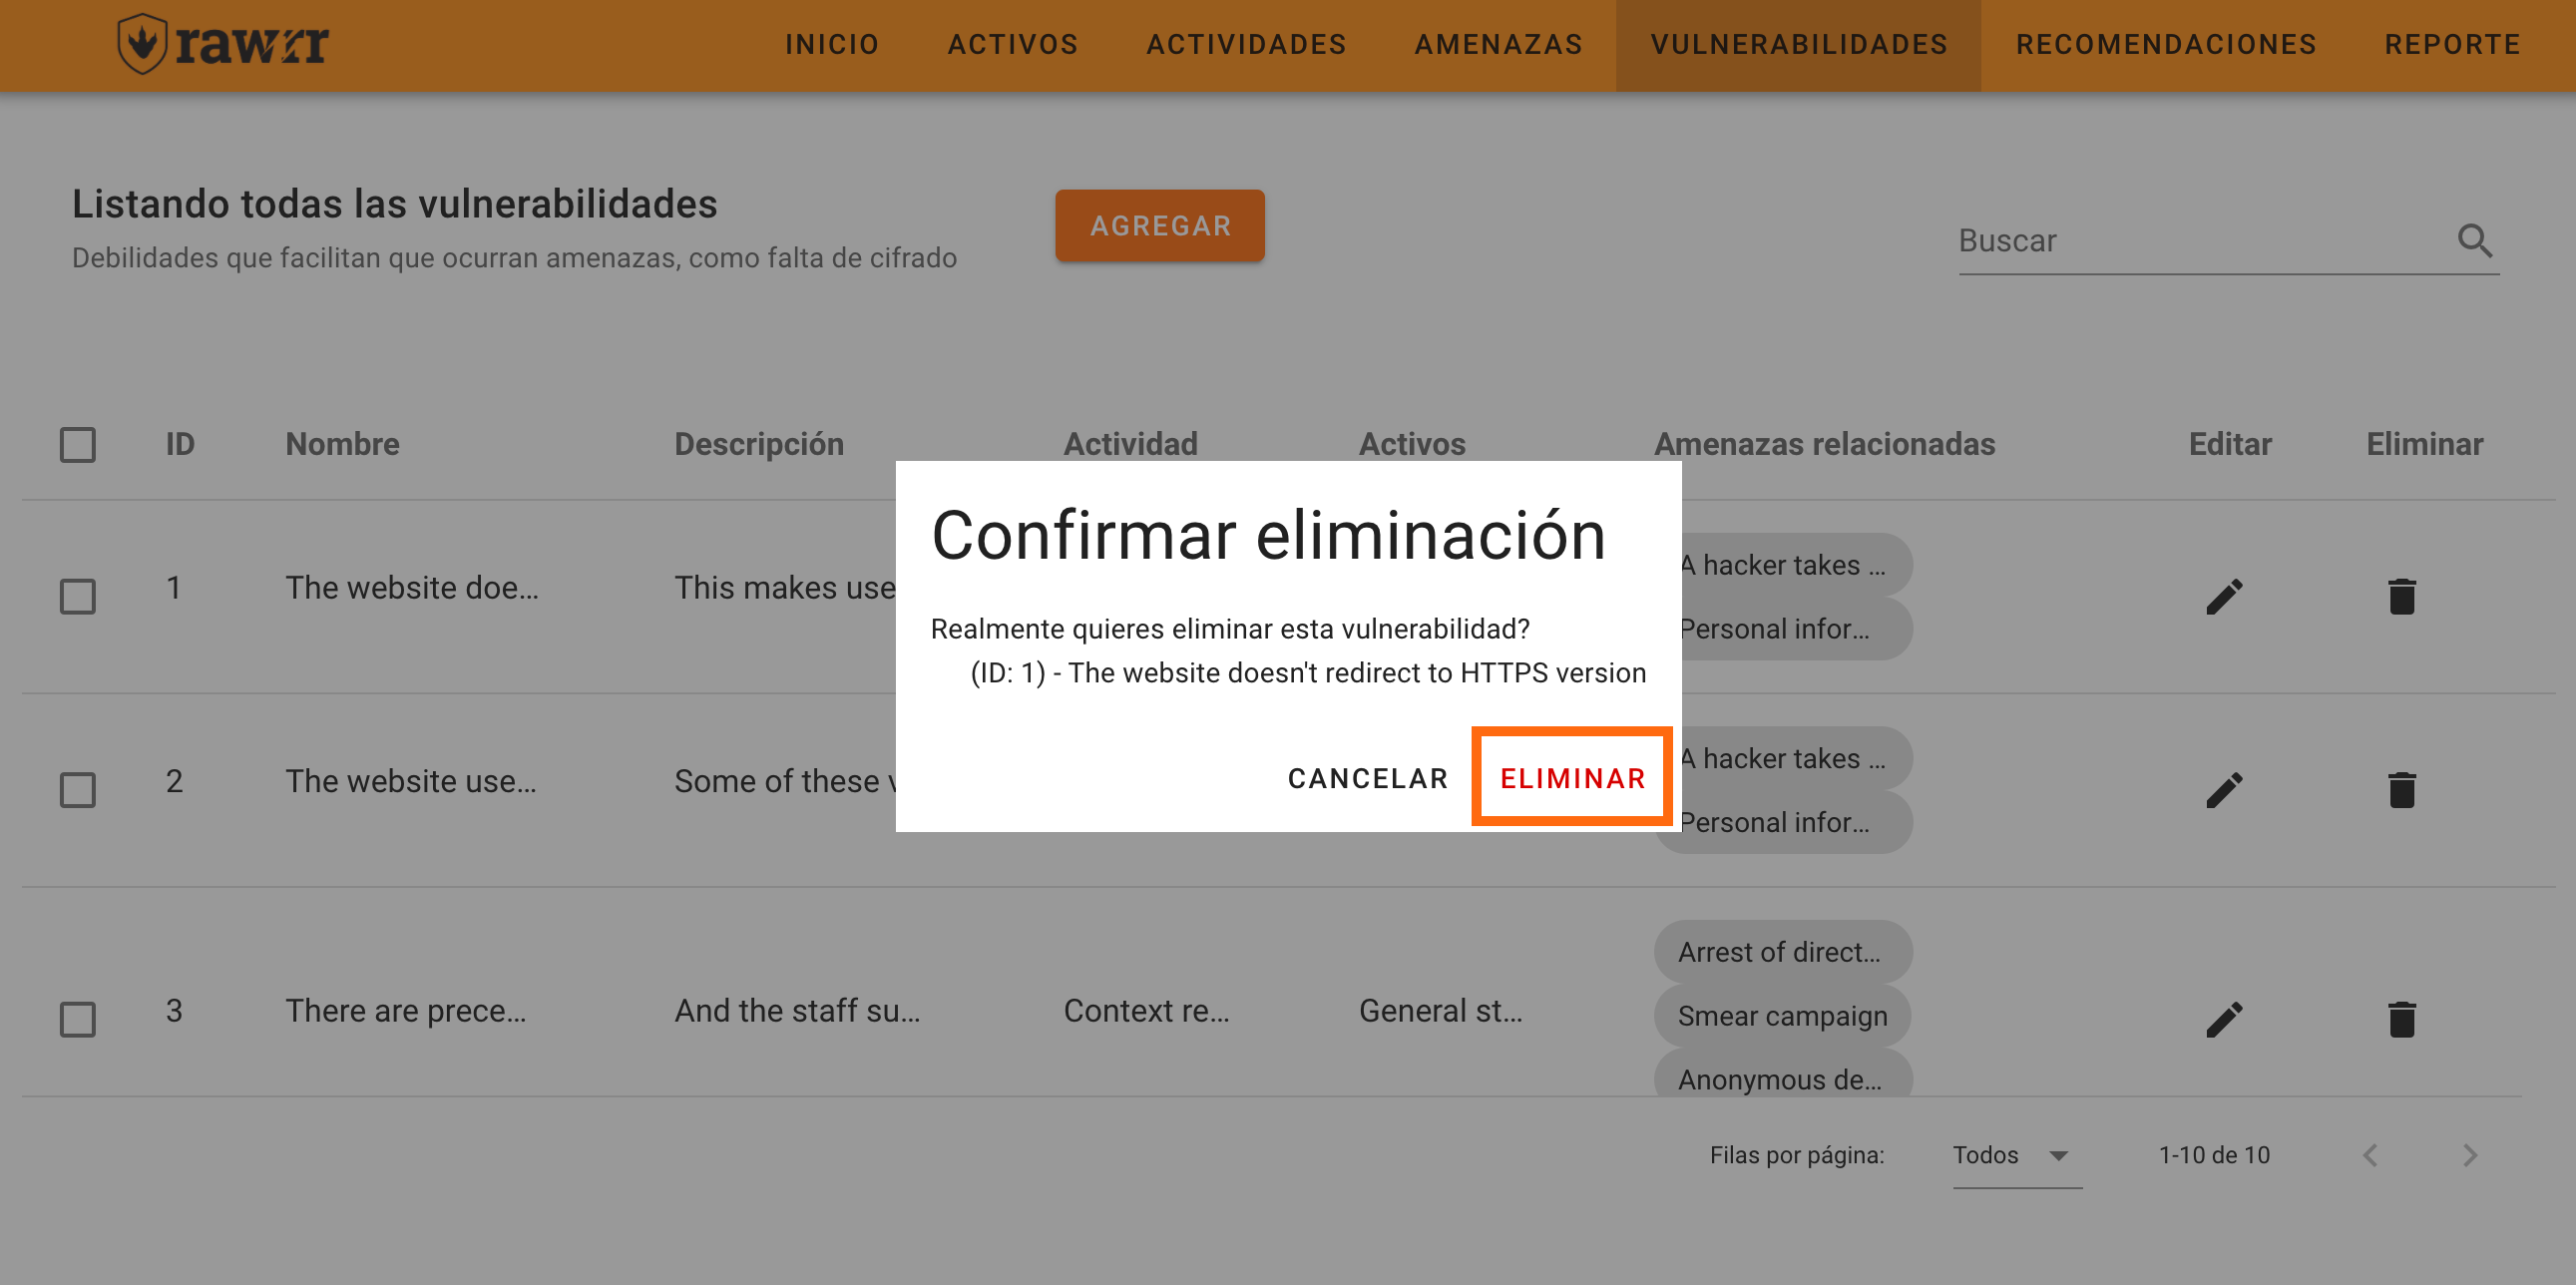 rawrr
INICIO ACTIVOS ACTIVIDADES AMENAZAS VULNERABILIDADES RECOMENDACIONES REPORTE
Listando todas las vulnerabilidades
Debilidades que facilitan que ocurran amenazas, como falta de cifrado
AGREGAR
Buscar
ID Nombre Descripción Actividad Activos Amenazas relacionadas Editar Eliminar
1 The website doe... This makes use
A hacker takes ...
Personal infor...
Confirmar eliminación
Realmente quieres eliminar esta vulnerabilidad?
(ID: 1) - The website doesn't redirect to HTTPS version
CANCELAR ELIMINAR
2 The website use... Some of these
A hacker takes ...
Personal infor...
3 There are prece... And the staff su... Context re... General st...
Arrest of direct...
Smear campaign
Anonymous de...
Filas por página: Todos 1-10 de 10